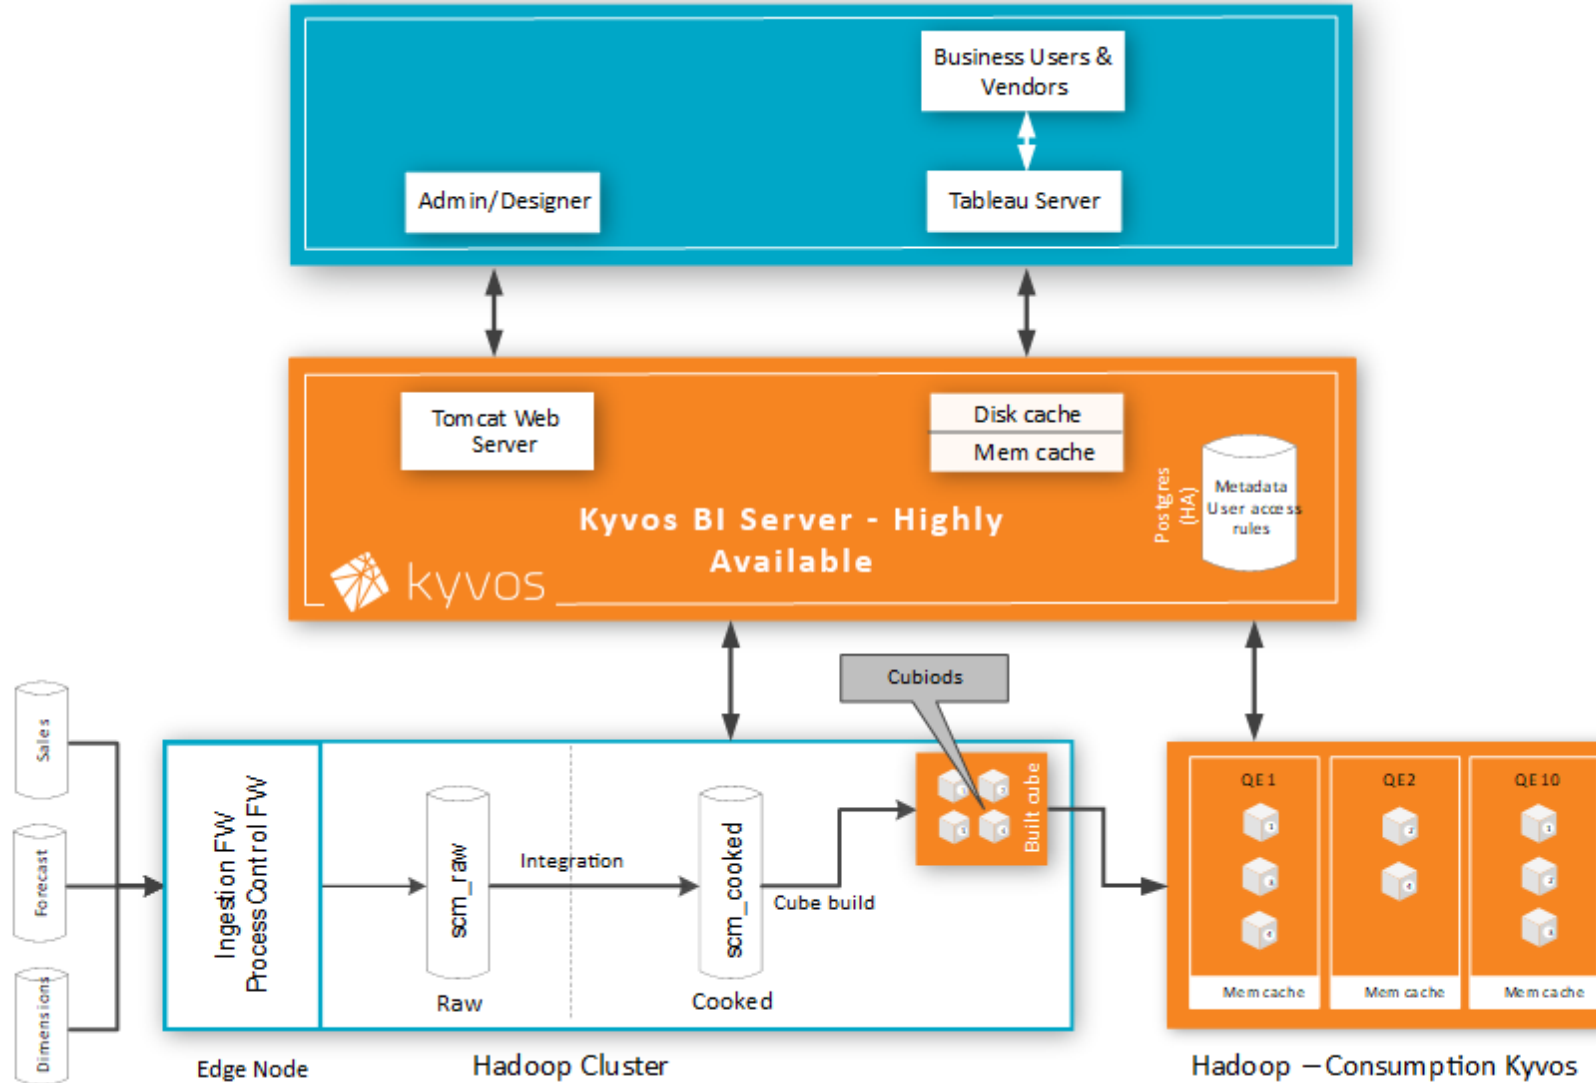 Business Users &
Vendors
Admin/Designer
Tableau Server
Tomcat Web
Server
Disk cache
Mem cache
Postgres
(HA)
Metadata
User access
rules
Kyvos BI Server - Highly
Available
kyvos
Cubiods
Sales
Forecast
Dimensions
Ingestion FW
ProcessControl FW
scm_raw
Integration
scm_cooked
Cube build
Built cube
Raw
Cooked
QE1
QE2
QE10
Mem cache
Mem cache
Mem cache
Edge Node
Hadoop Cluster
Hadoop – Consumption Kyvos